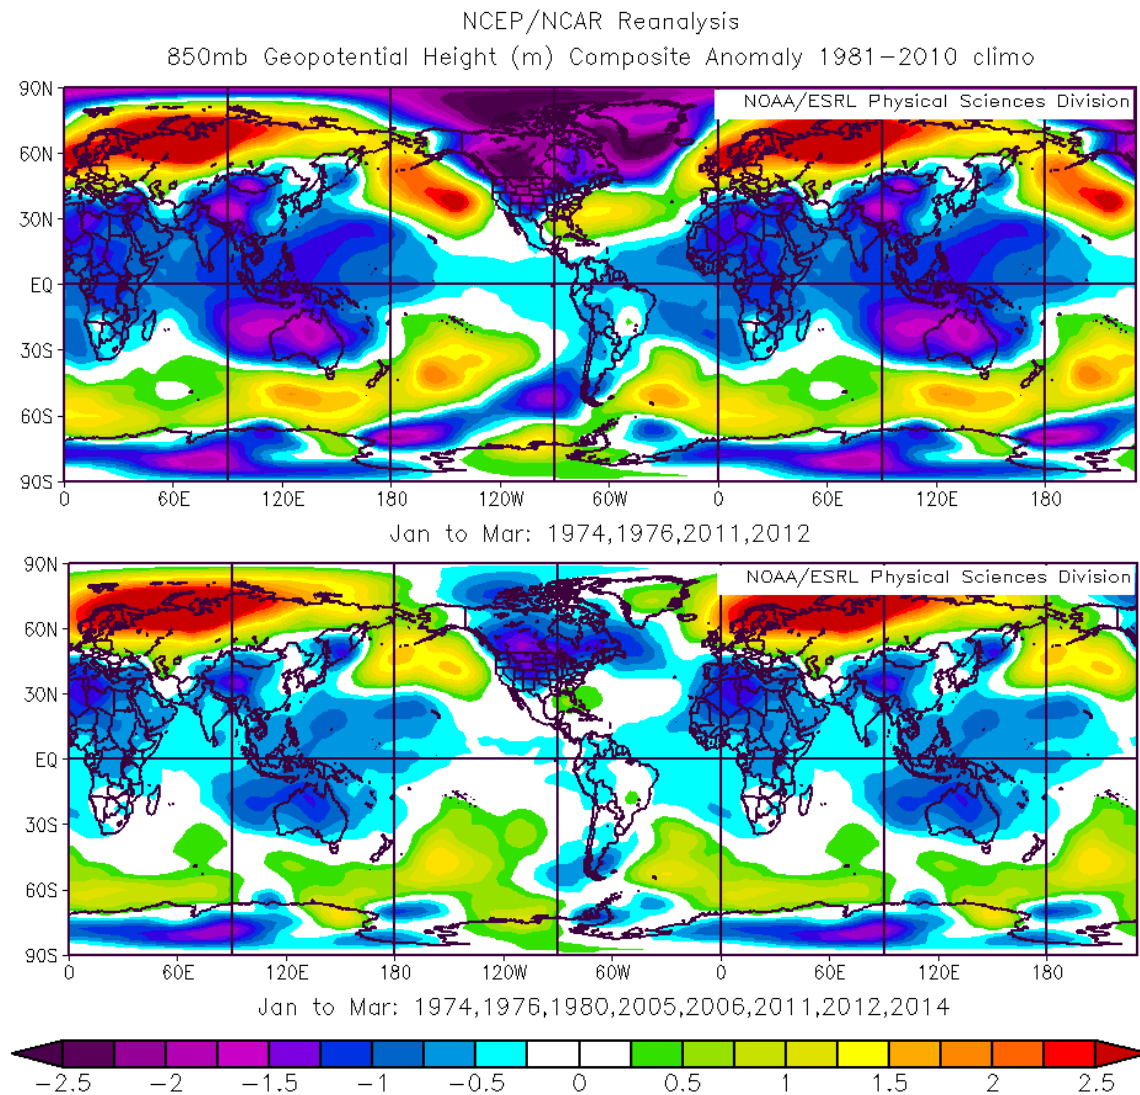 NCEP/NCAR Reanalysis
850mb Geopotential Height (m) Composite Anomaly 1981−2010 climo
NOAA/ESRL Physical Sciences Division
90N
60N
30N
EQ
30S
60S
90S
0 60E 120E 180 120W 60W 0 60E 120E 180
Jan to Mar: 1974,1976,2011,2012
NOAA/ESRL Physical Sciences Division
90N
60N
30N
EQ
30S
60S
90S
0 60E 120E 180 120W 60W 0 60E 120E 180
Jan to Mar: 1974,1976,1980,2005,2006,2011,2012,2014
−2.5 −2 −1.5 −1 −0.5 0 0.5 1 1.5 2 2.5